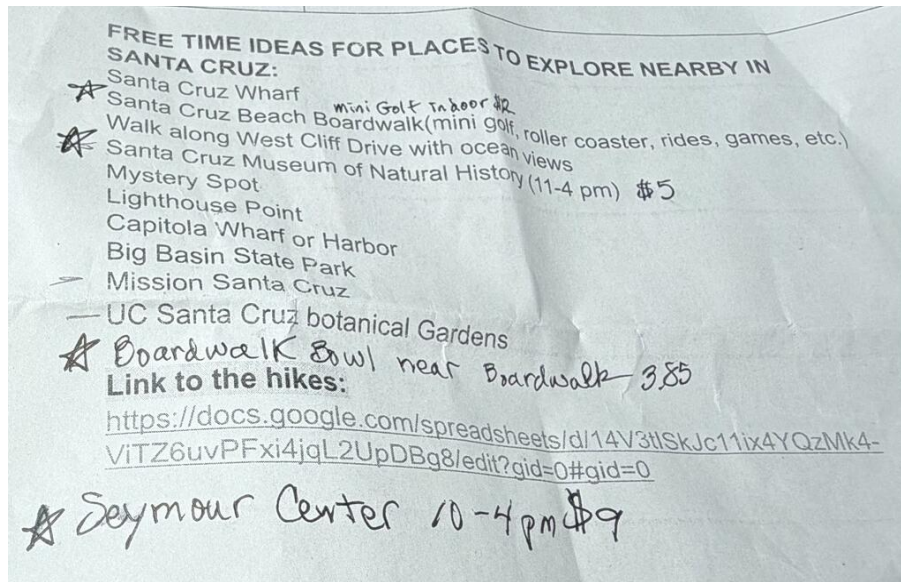 FREE TIME IDEAS FOR PLACES TO EXPLORE NEARBY IN
SANTA CRUZ:
Santa Cruz Wharf
mini Golf Indoor $12
Santa Cruz Beach Boardwalk(mini golf, roller coaster, rides, games, etc.)
Walk along West Cliff Drive with ocean views
Santa Cruz Museum of Natural History (11-4 pm) $5
Mystery Spot
Lighthouse Point
Capitola Wharf or Harbor
Big Basin State Park
Mission Santa Cruz
UC Santa Cruz botanical Gardens
Boardwalk Bowl near Boardwalk 3.85
Link to the hikes:
https://docs.google.com/spreadsheets/d/14V3tlSkJc11ix4YQzMk4-
ViTZ6uvPFxi4jqL2UpDBg8/edit?gid=0#gid=0
Seymour Center 10-4pm $9